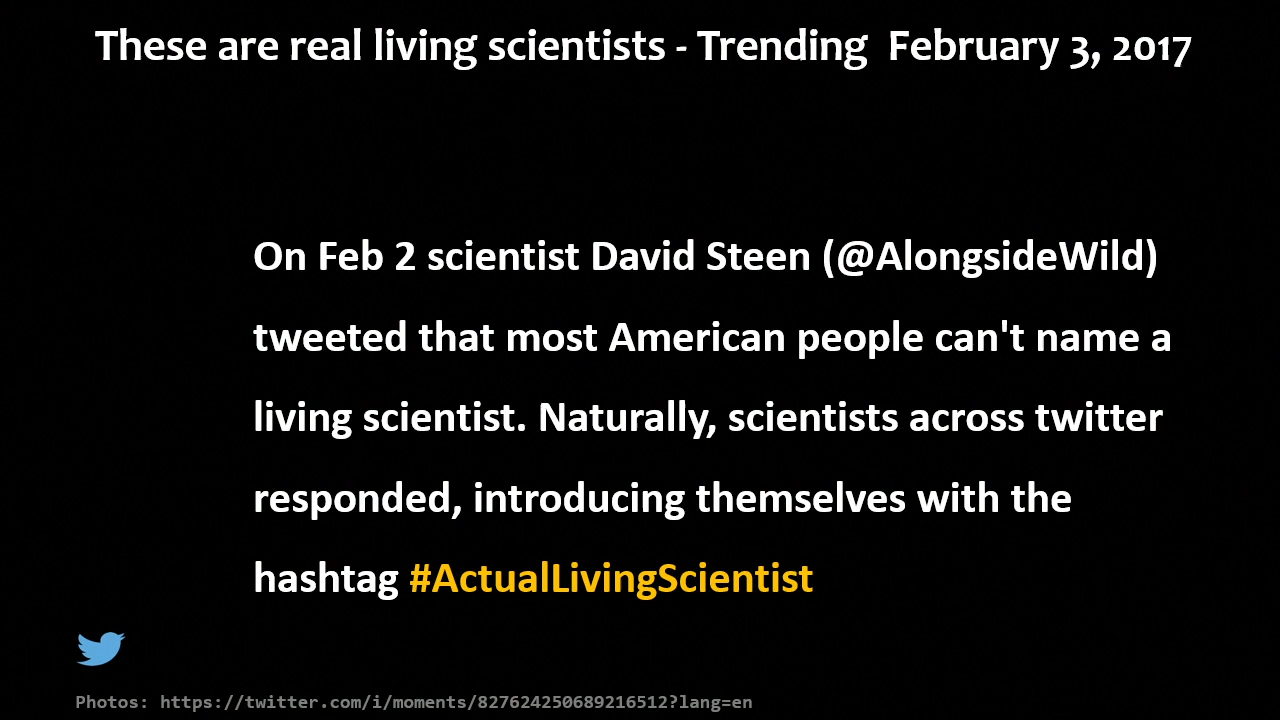 These are real living scientists - Trending  February 3, 2017
On Feb 2 scientist David Steen (@AlongsideWild)
tweeted that most American people can't name a
living scientist. Naturally, scientists across twitter
responded, introducing themselves with the
hashtag #ActualLivingScientist
Photos: https://twitter.com/i/moments/827624250689216512?lang=en